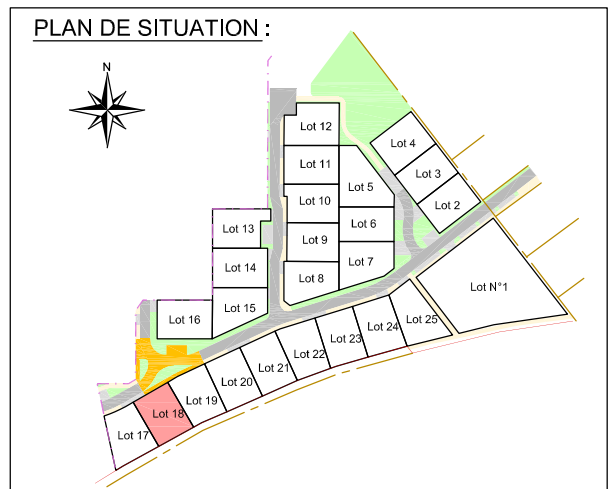 PLAN DE SITUATION :
N
Lot 12
Lot 4
Lot 11
Lot 3
Lot 5
Lot 10
Lot 2
Lot 6
Lot 13
Lot 9
Lot 7
Lot 14
Lot 8
Lot N°1
Lot 15
Lot 16
Lot 25
Lot 24
Lot 23
Lot 22
Lot 21
Lot 20
Lot 19
Lot 18
Lot 17